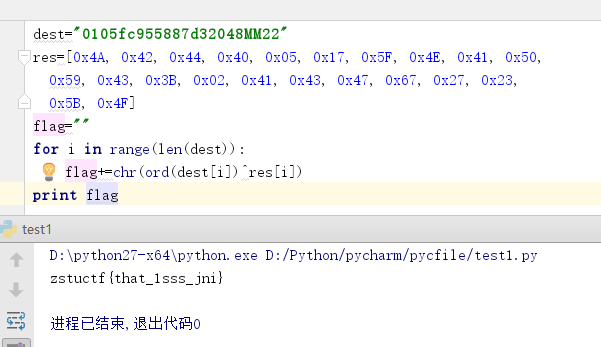 dest="0105fc955887d32048MM22"
res=[0x4A, 0x42, 0x44, 0x40, 0x05, 0x17, 0x5F, 0x4E, 0x41, 0x50,
0x59, 0x43, 0x3B, 0x02, 0x41, 0x43, 0x47, 0x67, 0x27, 0x23,
0x5B, 0x4F]
flag=""
for i in range(len(dest)):
flag+=chr(ord(dest[i])^res[i])
print flag
test1
D:\python27-x64\python.exe D:/Python/pycharm/pycfile/test1.py
zstuctf{that_1sss_jni}
进程已结束,退出代码0